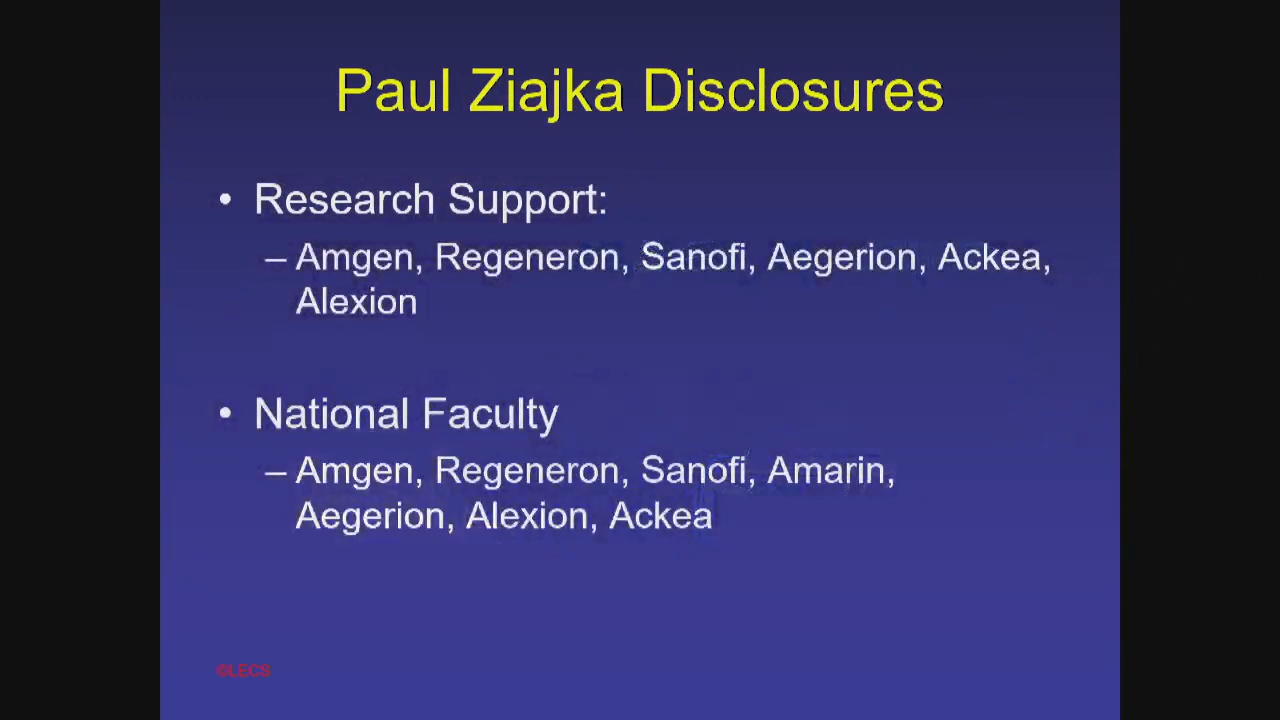 Paul Ziajka Disclosures
• Research Support:
– Amgen, Regeneron, Sanofi, Aegerion, Ackea,
Alexion
• National Faculty
– Amgen, Regeneron, Sanofi, Amarin,
Aegerion, Alexion, Ackea
©LECS